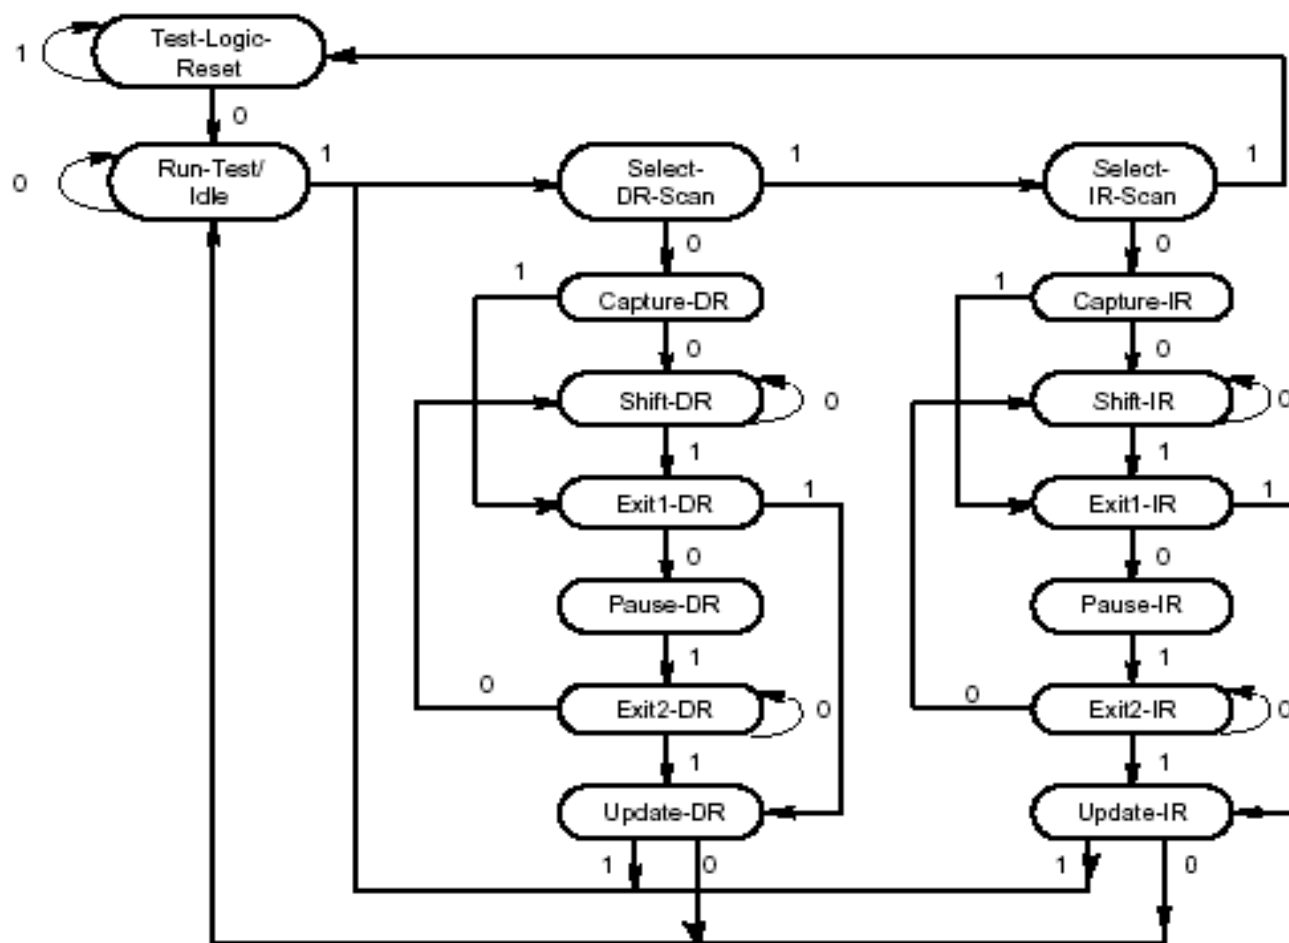 Test-Logic-
Reset
1
0
Run-Test/
Idle
0
1
Select-
DR-Scan
1
Select-
IR-Scan
1
0
0
1
Capture-DR
1
Capture-IR
0
0
Shift-DR
0
Shift-IR
0
1
1
Exit1-DR
1
Exit1-IR
1
0
0
Pause-DR
Pause-IR
1
1
0
Exit2-DR
0
0
Exit2-IR
0
1
1
Update-DR
Update-IR
1
0
1
0